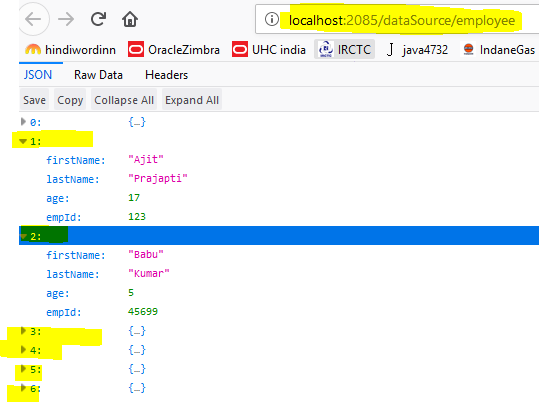 localhost:2085/dataSource/employee
hindiwordinn OracleZimbra UHC india IRCTC J java4732 IndaneGas
JSON Raw Data Headers
Save Copy Collapse All Expand All
0: {…}
1:
firstName: "Ajit"
lastName: "Prajapti"
age: 17
empId: 123
2:
firstName: "Babu"
lastName: "Kumar"
age: 5
empId: 45699
3: {…}
4: {…}
5: {…}
6: {…}